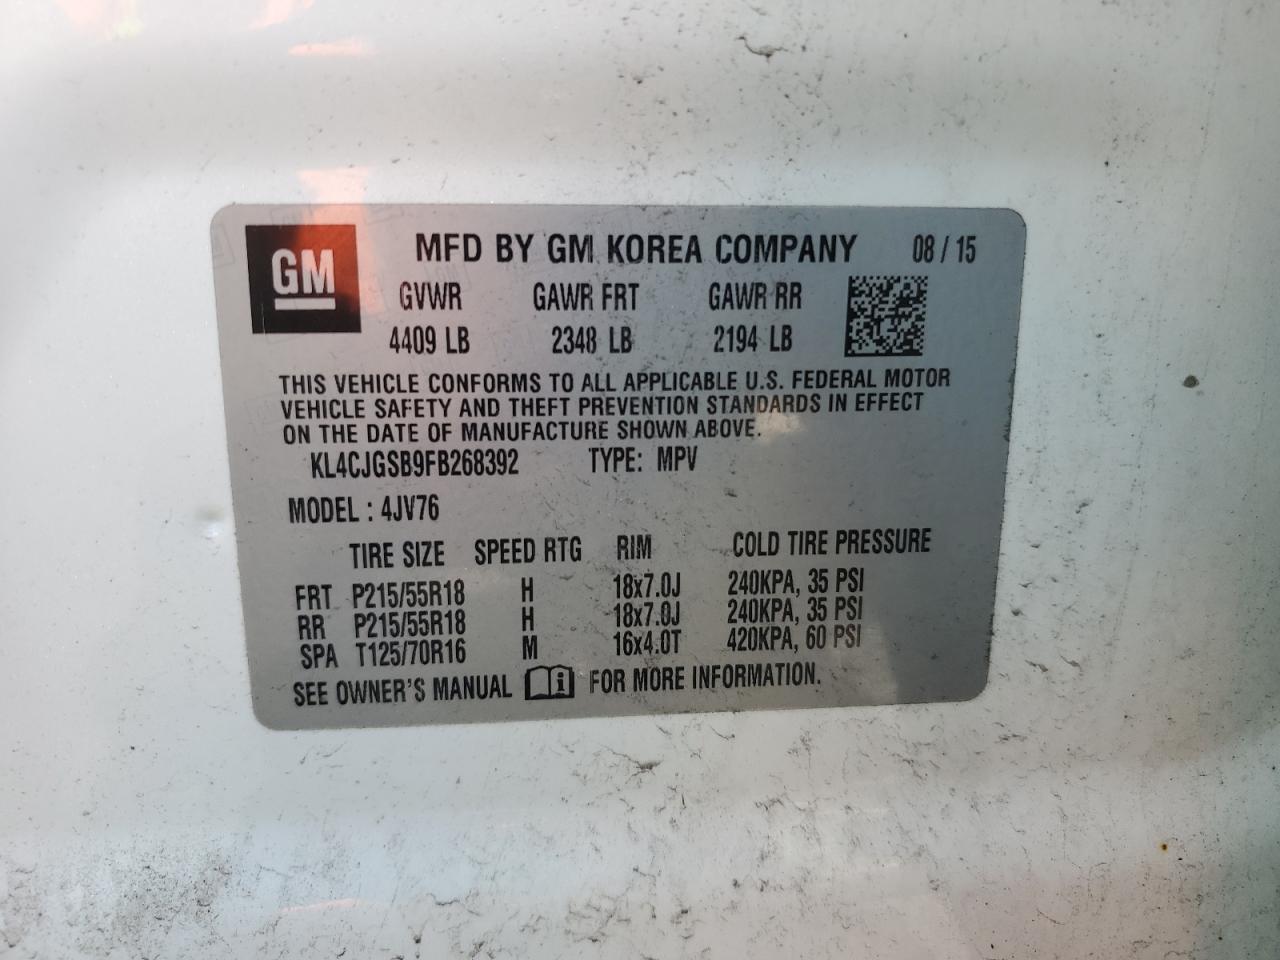 GM MFD BY GM KOREA COMPANY 08 / 15
GVWR GAWR FRT GAWR RR
4409 LB 2348 LB 2194 LB
THIS VEHICLE CONFORMS TO ALL APPLICABLE U.S. FEDERAL MOTOR
VEHICLE SAFETY AND THEFT PREVENTION STANDARDS IN EFFECT
ON THE DATE OF MANUFACTURE SHOWN ABOVE.
KL4CJGSB9FB268392 TYPE: MPV
MODEL : 4JV76
TIRE SIZE SPEED RTG RIM COLD TIRE PRESSURE
FRT P215/55R18 H 18x7.0J 240KPA, 35 PSI
RR P215/55R18 H 18x7.0J 240KPA, 35 PSI
SPA T125/70R16 M 16x4.0T 420KPA, 60 PSI
SEE OWNER'S MANUAL i FOR MORE INFORMATION.